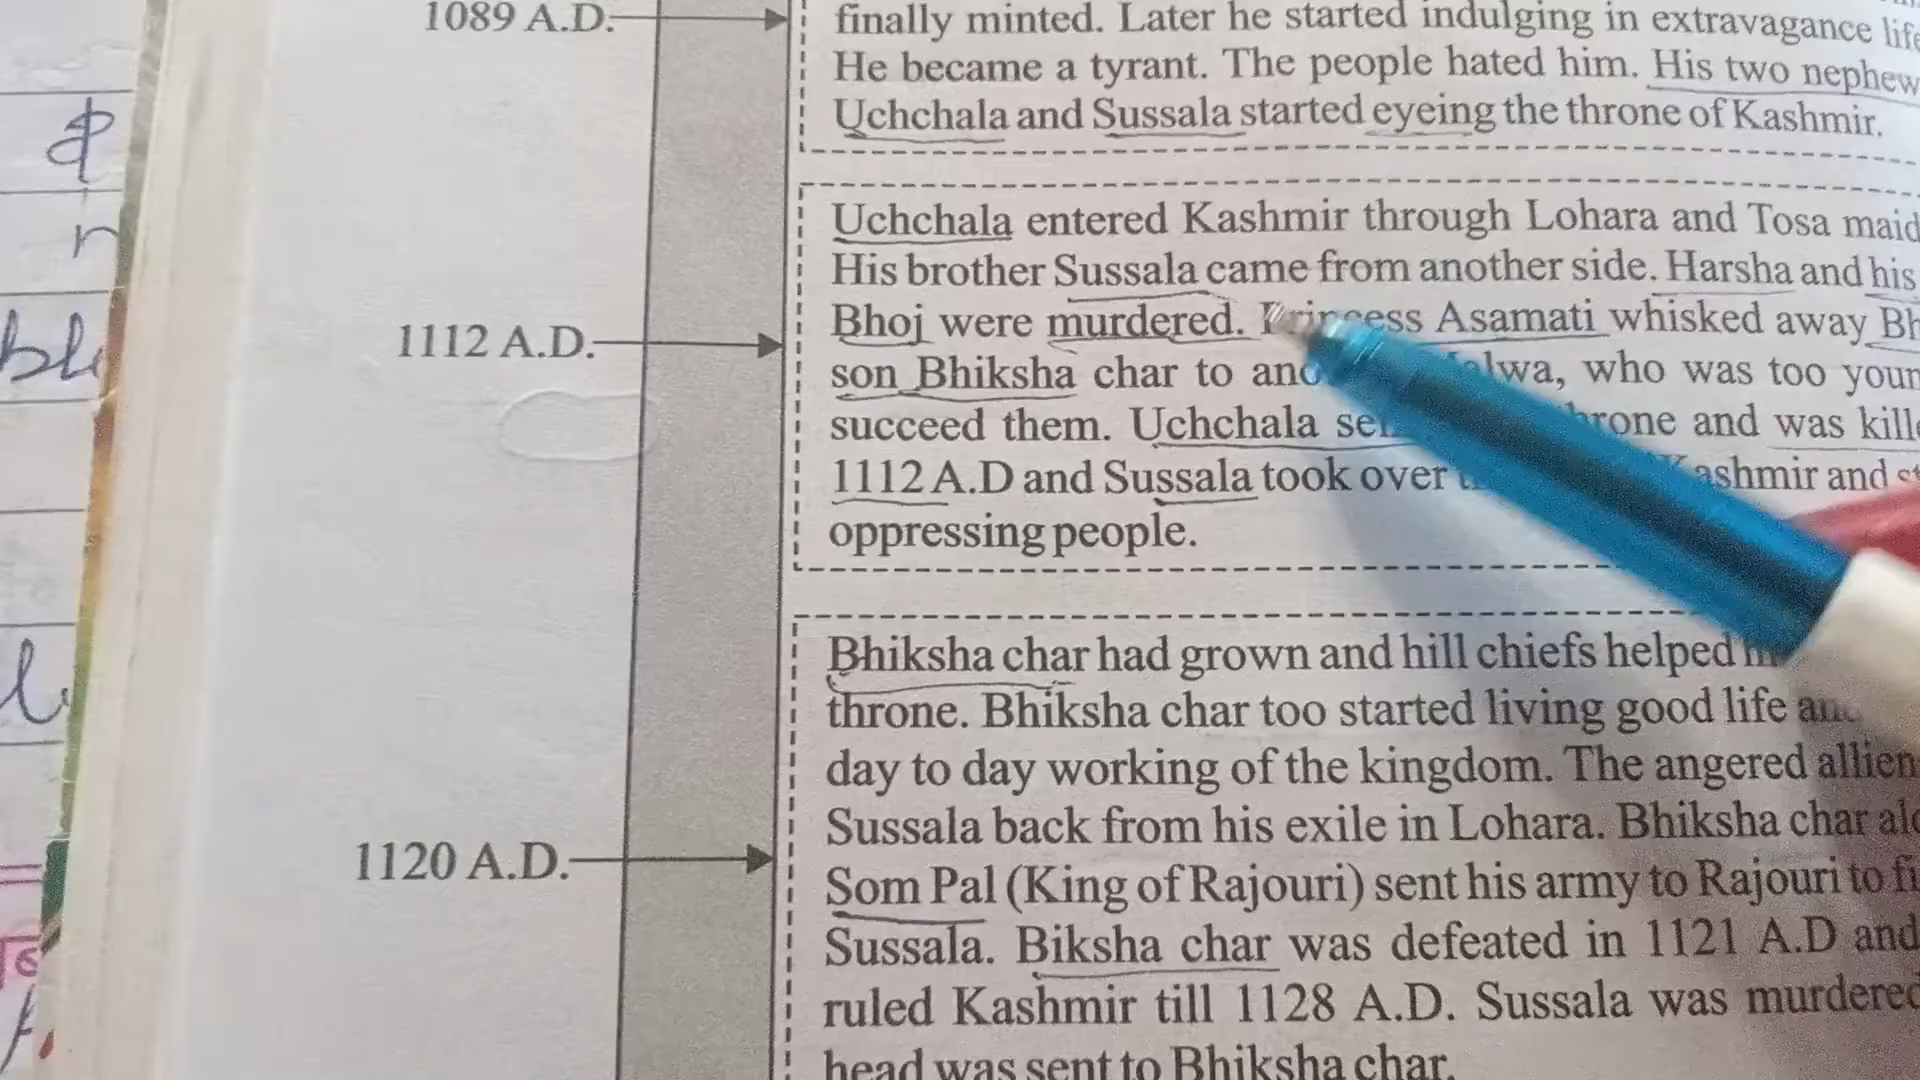 1089 A.D.
finally minted. Later he started indulging in extravagance life
He became a tyrant. The people hated him. His two nephew
Uchchala and Sussala started eyeing the throne of Kashmir.
1112 A.D.
Uchchala entered Kashmir through Lohara and Tosa
His brother Sussala came from another side. Harsha and his
Bhoj were murdered. Princess Asamati whisked away
son Bhiksha char to who was too
succeed them. Uchchala and was
1112 A.D and Sussala took over Kashmir and
oppressing people.
1120 A.D.
Bhiksha char had grown and hill chiefs helped
throne. Bhiksha char too started living good life
day to day working of the kingdom. The angered
Sussala back from his exile in Lohara. Bhiksha char
Som Pal (King of Rajouri) sent his army to Rajouri to
Sussala. Biksha char was defeated in 1121 A.D and
ruled Kashmir till 1128 A.D. Sussala was murdered
head was sent to Bhiksha char.